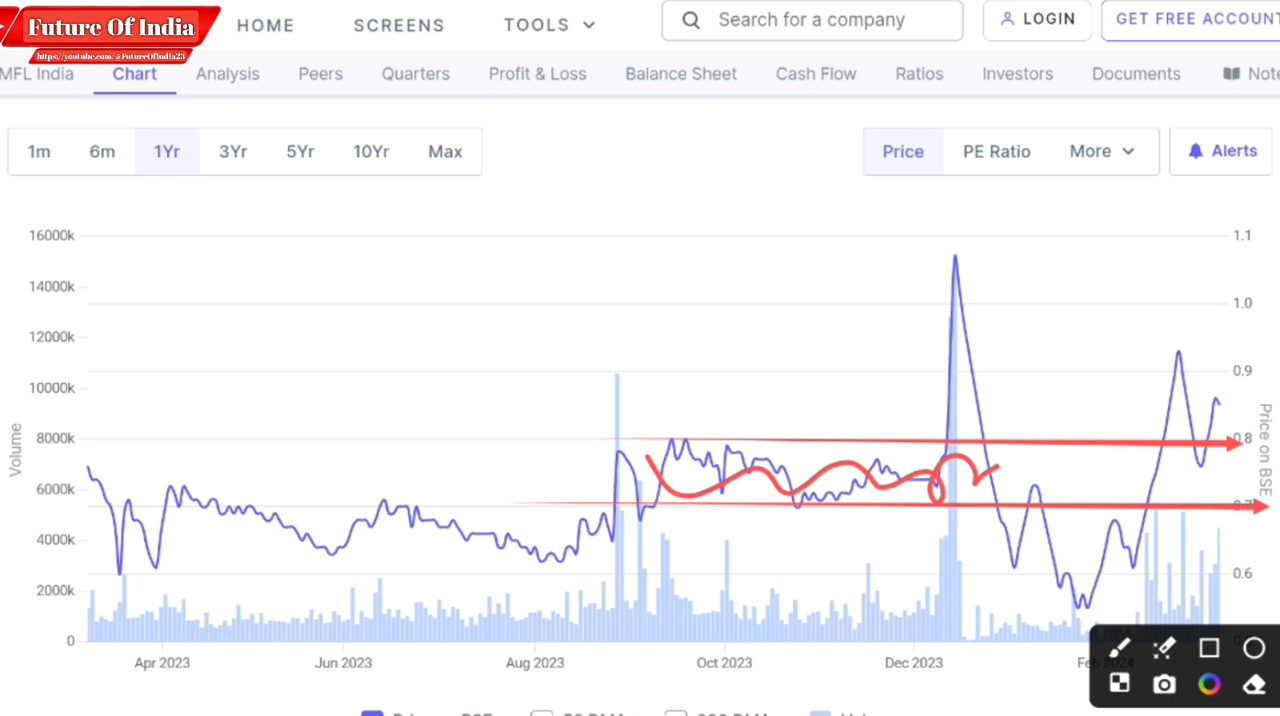 Future Of India
https://youtube.com/@FutureOfIndia23
HOME SCREENS TOOLS Search for a company LOGIN GET FREE ACCOUNT
MFL India Chart Analysis Peers Quarters Profit & Loss Balance Sheet Cash Flow Ratios Investors Documents Note
1m 6m 1Yr 3Yr 5Yr 10Yr Max Price PE Ratio More Alerts
16000k 1.1
14000k
1.0
12000k
10000k 0.9
8000k 0.8
6000k 0.7
4000k
2000k 0.6
0
Volume
Price on BSE
Apr 2023 Jun 2023 Aug 2023 Oct 2023 Dec 2023 Feb 2024